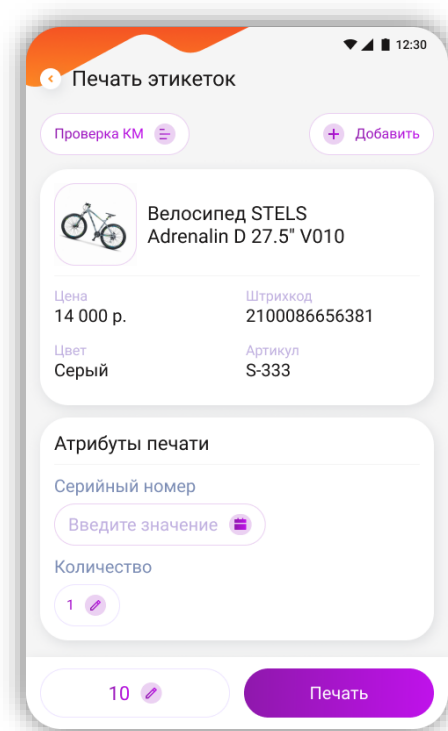 12:30
Печать этикеток
Проверка КМ
Добавить
Велосипед STELS
Adrenalin D 27.5" V010
Цена
Штрихкод
14 000 р.
2100086656381
Цвет
Артикул
Серый
S-333
Атрибуты печати
Серийный номер
Введите значение
Количество
1
10
Печать